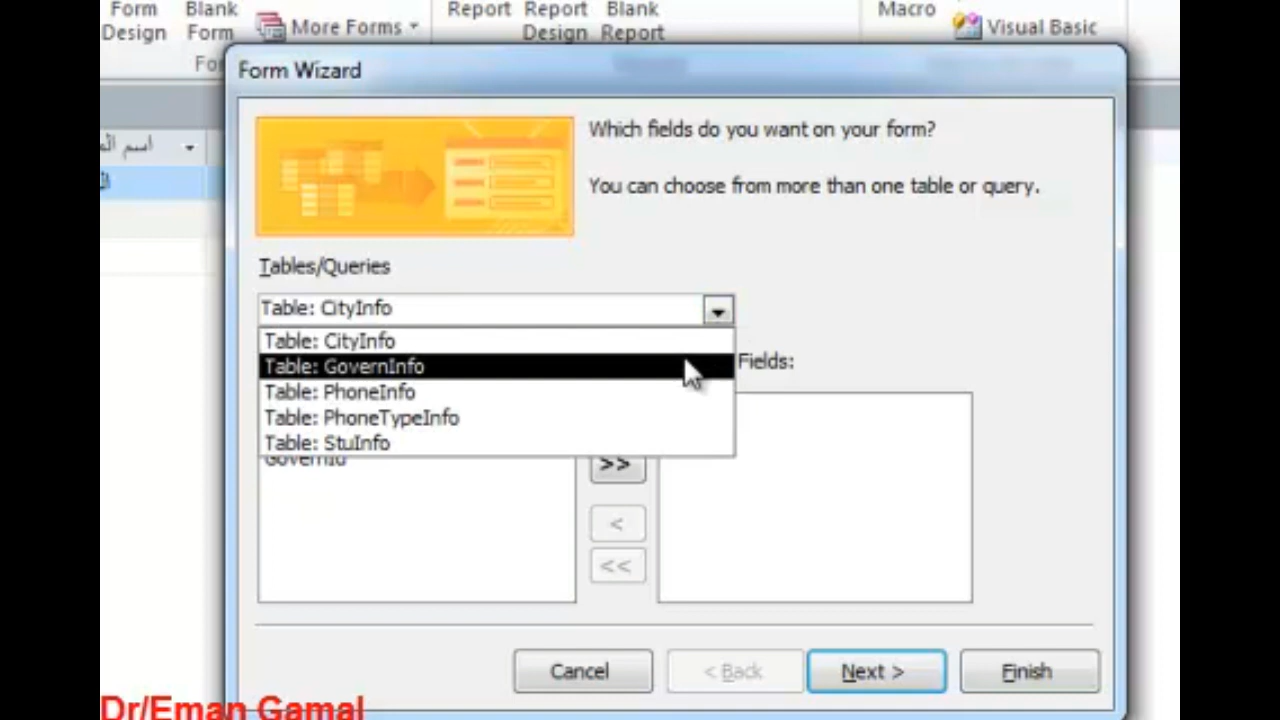 Form
Design
Blank
Form
More Forms
Report
Report
Design
Blank
Report
Macro
Visual Basic
Form Wizard
اسم
Which fields do you want on your form?
You can choose from more than one table or query.
Tables/Queries
Table: CityInfo
Table: CityInfo
Table: GovernInfo
Table: PhoneInfo
Table: PhoneTypeInfo
Table: StuInfo
Fields:
GovernId
>>
<
<<
Cancel
< Back
Next >
Finish
Dr/Eman Gamal